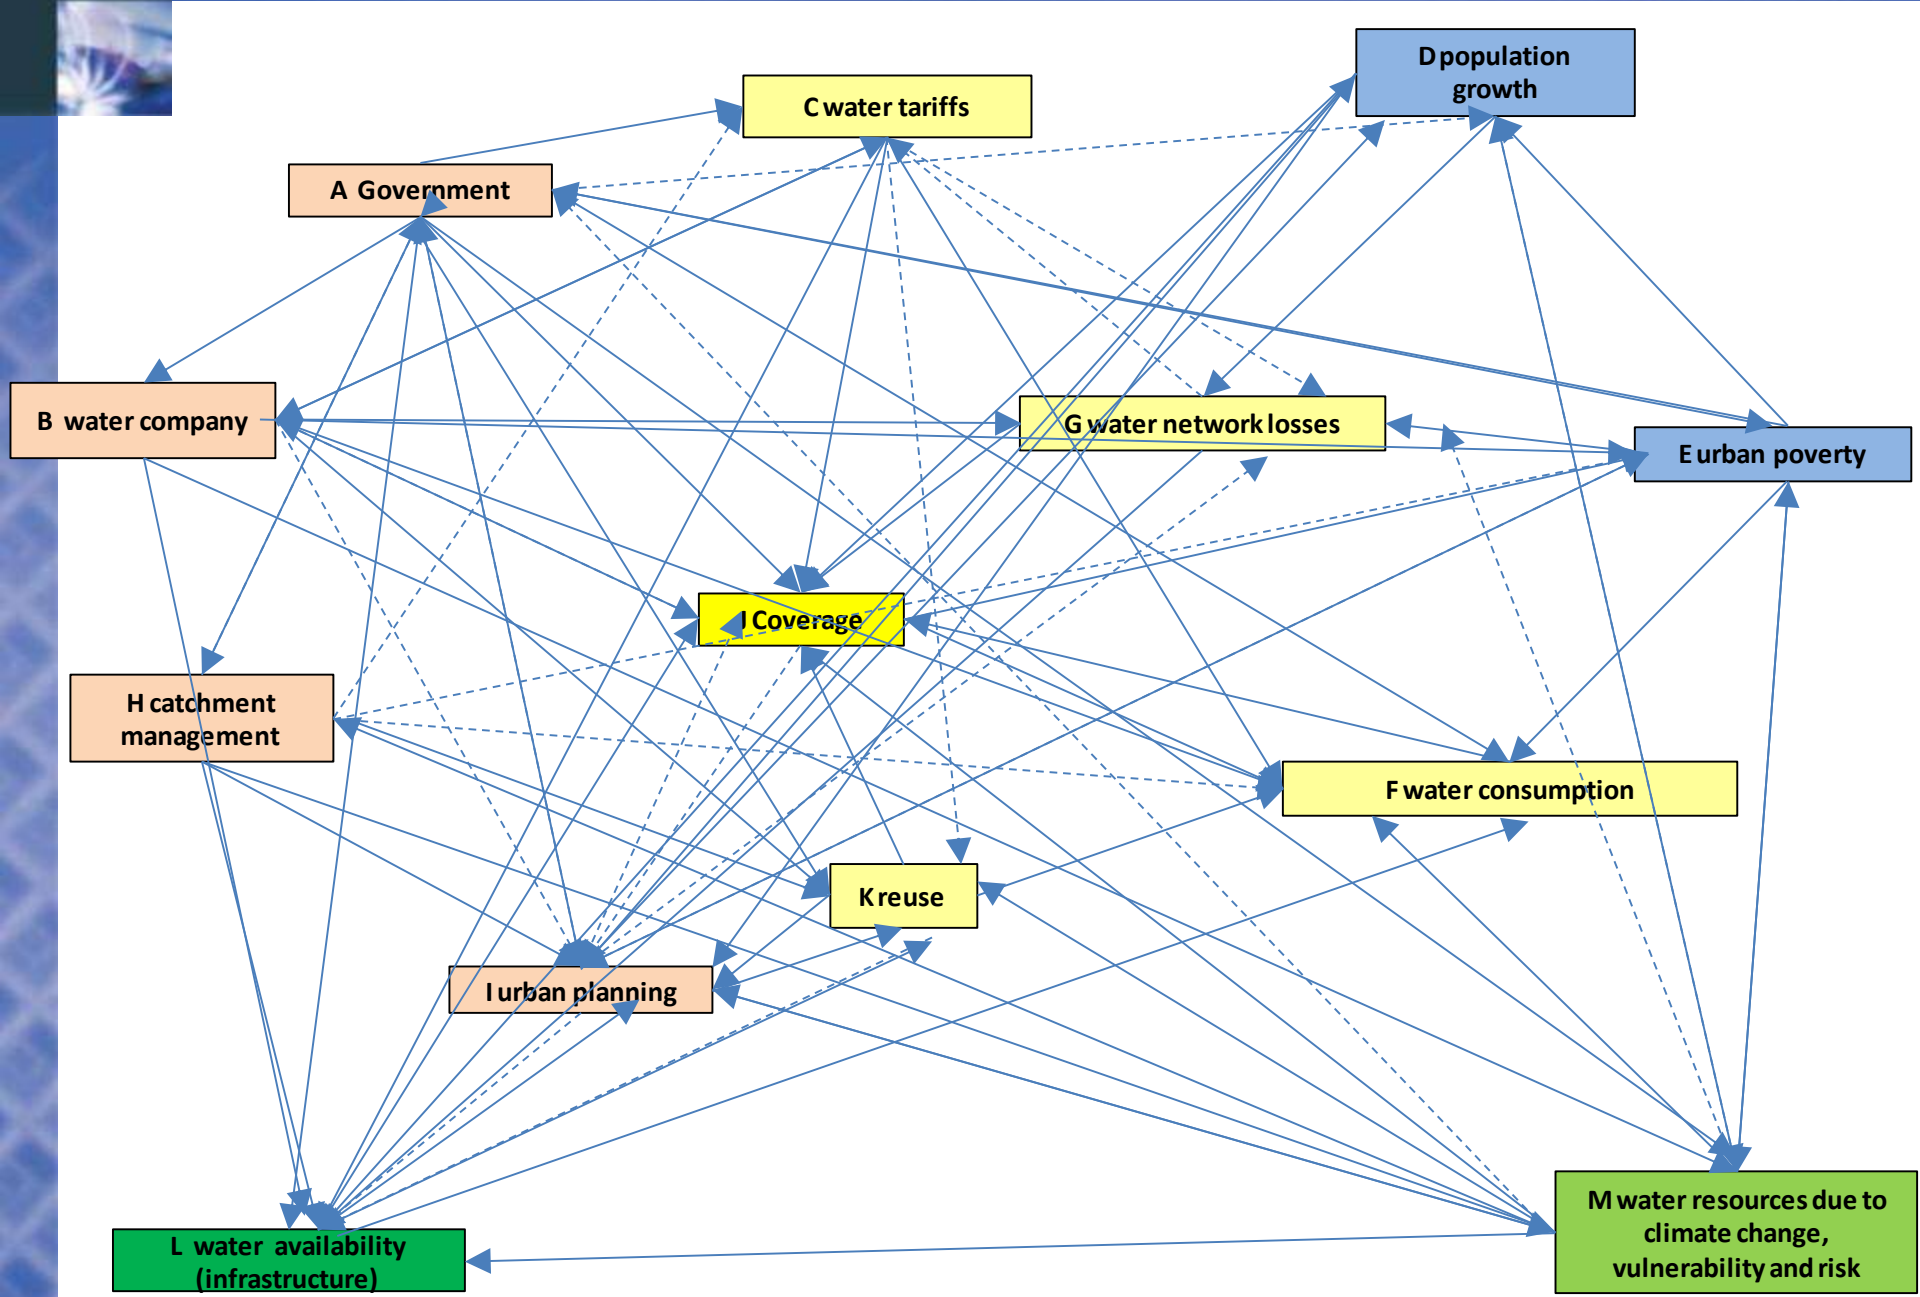 D population
growth
C water tariffs
A Government
B water company
G water network losses
E urban poverty
J Coverage
H catchment
management
F water consumption
K reuse
I urban planning
M water resources due to
climate change,
vulnerability and risk
L water availability
(infrastructure)